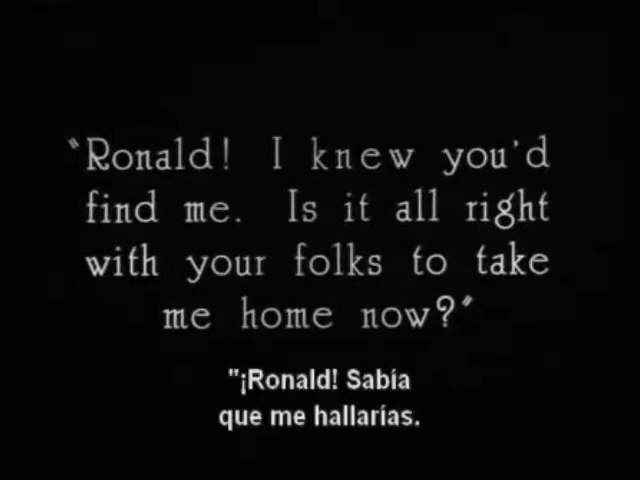 "Ronald! I knew you'd
find me. Is it all right
with your folks to take
me home now?"
"¡Ronald! Sabía
que me hallarías.